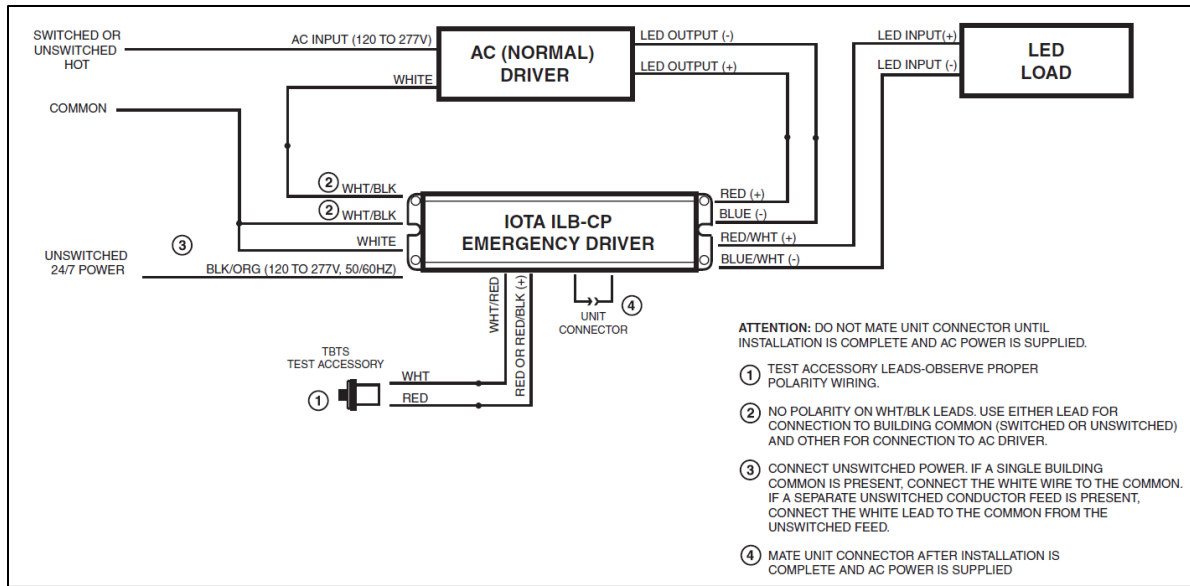 SWITCHED OR
UNSWITCHED
HOT
AC INPUT (120 TO 277V)
AC (NORMAL)
DRIVER
LED OUTPUT (-)
LED OUTPUT (+)
LED INPUT(+)
LED INPUT (-)
LED
LOAD
WHITE
COMMON
2
WHT/BLK
2
WHT/BLK
WHITE
3
UNSWITCHED
24/7 POWER
BLK/ORG (120 TO 277V, 50/60HZ)
IOTA ILB-CP
EMERGENCY DRIVER
RED (+)
BLUE (-)
RED/WHT (+)
BLUE/WHT (-)
WHT/RED
RED OR RED/BLK (+)
4
UNIT
CONNECTOR
TBTS
TEST ACCESSORY
WHT
RED
1
ATTENTION: DO NOT MATE UNIT CONNECTOR UNTIL
INSTALLATION IS COMPLETE AND AC POWER IS SUPPLIED.
1 TEST ACCESSORY LEADS-OBSERVE PROPER
POLARITY WIRING.
2 NO POLARITY ON WHT/BLK LEADS. USE EITHER LEAD FOR
CONNECTION TO BUILDING COMMON (SWITCHED OR UNSWITCHED)
AND OTHER FOR CONNECTION TO AC DRIVER.
3 CONNECT UNSWITCHED POWER. IF A SINGLE BUILDING
COMMON IS PRESENT, CONNECT THE WHITE WIRE TO THE COMMON.
IF A SEPARATE UNSWITCHED CONDUCTOR FEED IS PRESENT,
CONNECT THE WHITE LEAD TO THE COMMON FROM THE
UNSWITCHED FEED.
4 MATE UNIT CONNECTOR AFTER INSTALLATION IS
COMPLETE AND AC POWER IS SUPPLIED